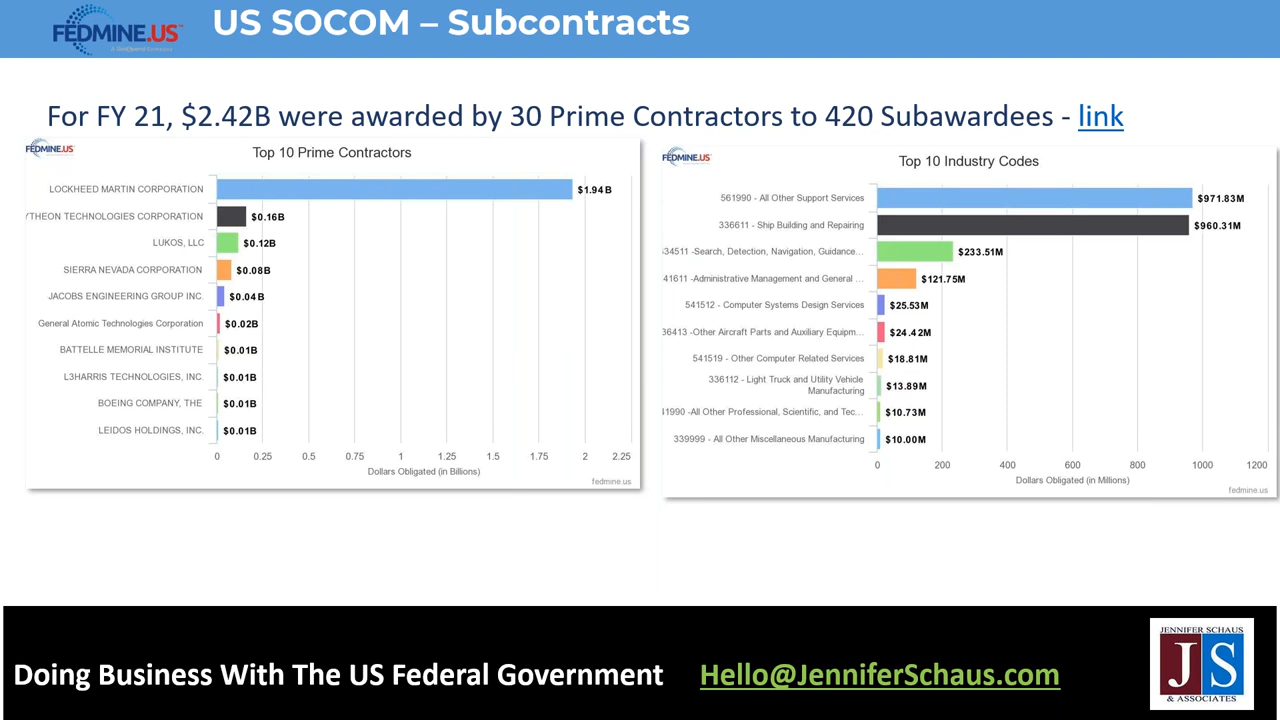 FEDMINE.US™
A GovQuest Enterprise
US SOCOM – Subcontracts
For FY 21, $2.42B were awarded by 30 Prime Contractors to 420 Subawardees - link
FEDMINE.US
Top 10 Prime Contractors
LOCKHEED MARTIN CORPORATION $1.94B
YTHEON TECHNOLOGIES CORPORATION $0.16B
LUKOS, LLC $0.12B
SIERRA NEVADA CORPORATION $0.08B
JACOBS ENGINEERING GROUP INC. $0.04B
General Atomic Technologies Corporation $0.02B
BATTELLE MEMORIAL INSTITUTE $0.01B
L3HARRIS TECHNOLOGIES, INC. $0.01B
BOEING COMPANY, THE $0.01B
LEIDOS HOLDINGS, INC. $0.01B
0 0.25 0.5 0.75 1 1.25 1.5 1.75 2 2.25
Dollars Obligated (in Billions)
fedmine.us
FEDMINE.US
Top 10 Industry Codes
561990 - All Other Support Services $971.83M
336611 - Ship Building and Repairing $960.31M
34511 -Search, Detection, Navigation, Guidance... $233.51M
41611 -Administrative Management and General ... $121.75M
541512 - Computer Systems Design Services $25.53M
36413 -Other Aircraft Parts and Auxiliary Equipm... $24.42M
541519 - Other Computer Related Services $18.81M
336112 - Light Truck and Utility Vehicle
Manufacturing $13.89M
1990 -All Other Professional, Scientific, and Tec... $10.73M
339999 - All Other Miscellaneous Manufacturing $10.00M
0 200 400 600 800 1000 1200
Dollars Obligated (in Millions)
fedmine.us
Doing Business With The US Federal Government Hello@JenniferSchaus.com
JENNIFER SCHAUS
JS
& ASSOCIATES